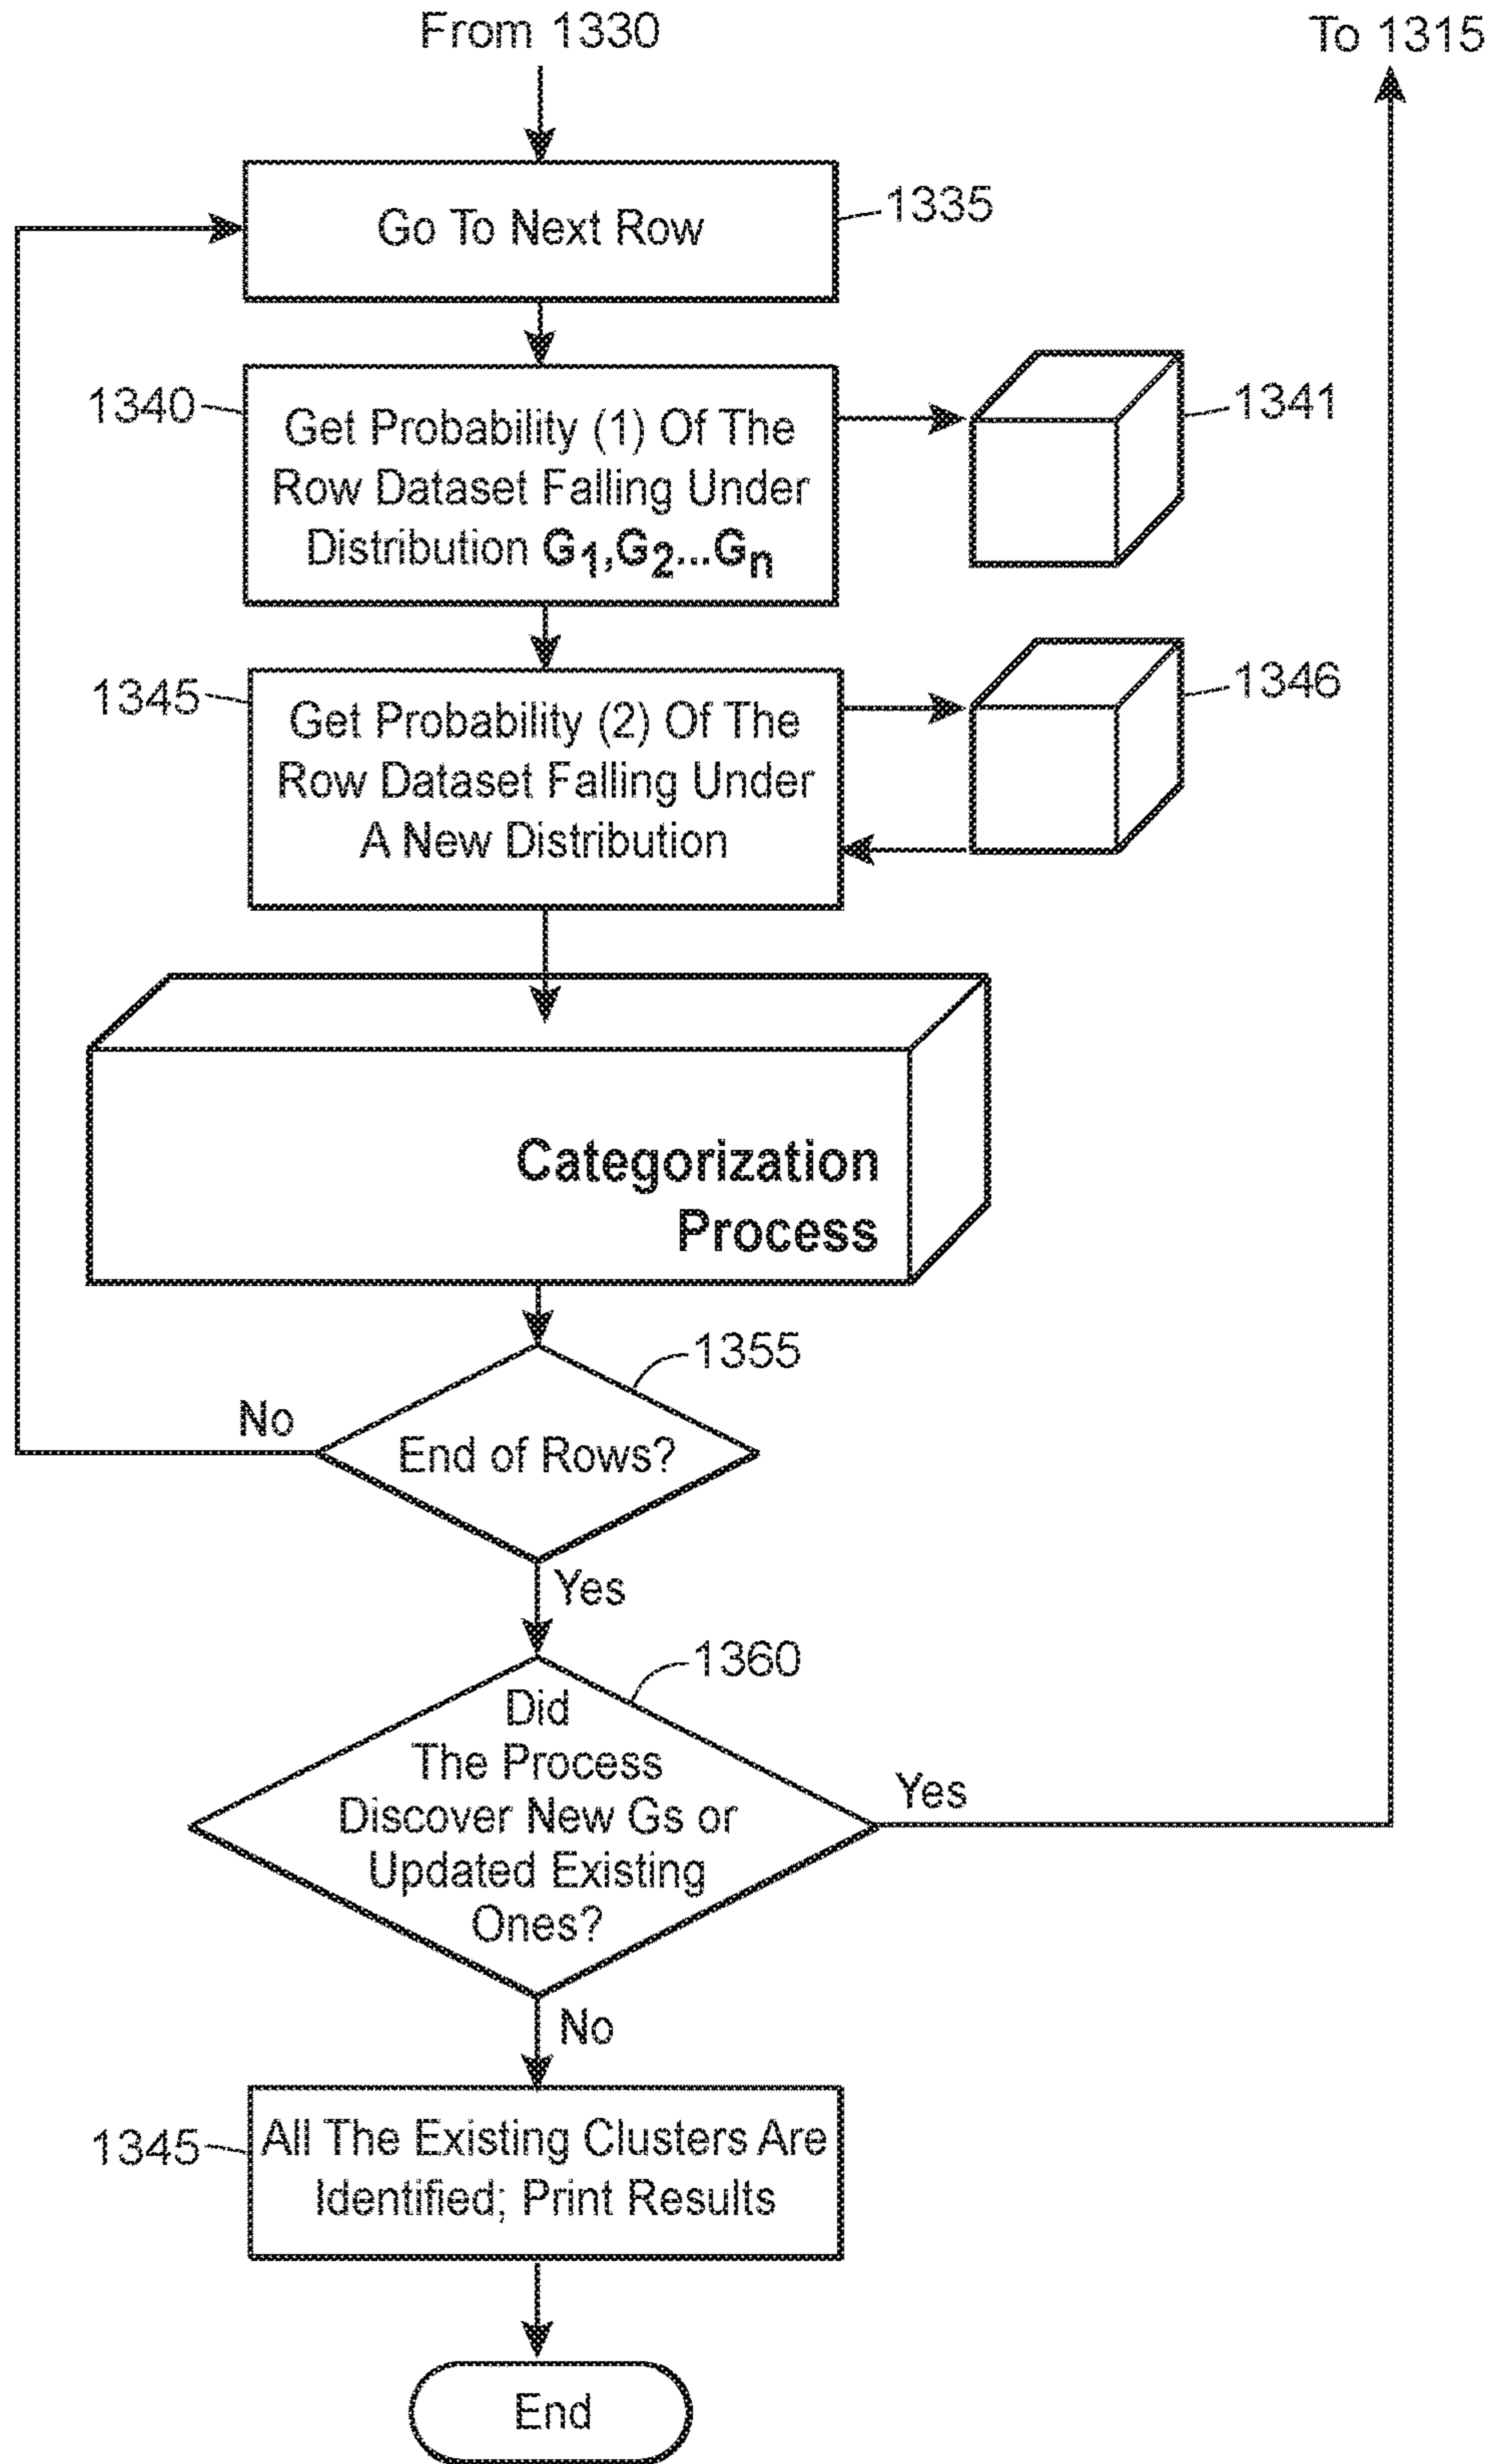 From 1330
To 1315
Go To Next Row
1335
1340
Get Probability (1) Of The
Row Dataset Falling Under
Distribution G1,G2...Gn
1341
1345
Get Probability (2) Of The
Row Dataset Falling Under
A New Distribution
1346
Categorization
Process
1355
No
End of Rows?
Yes
1360
Did
The Process
Discover New Gs or
Updated Existing
Ones?
Yes
No
1345
All The Existing Clusters Are
Identified; Print Results
End